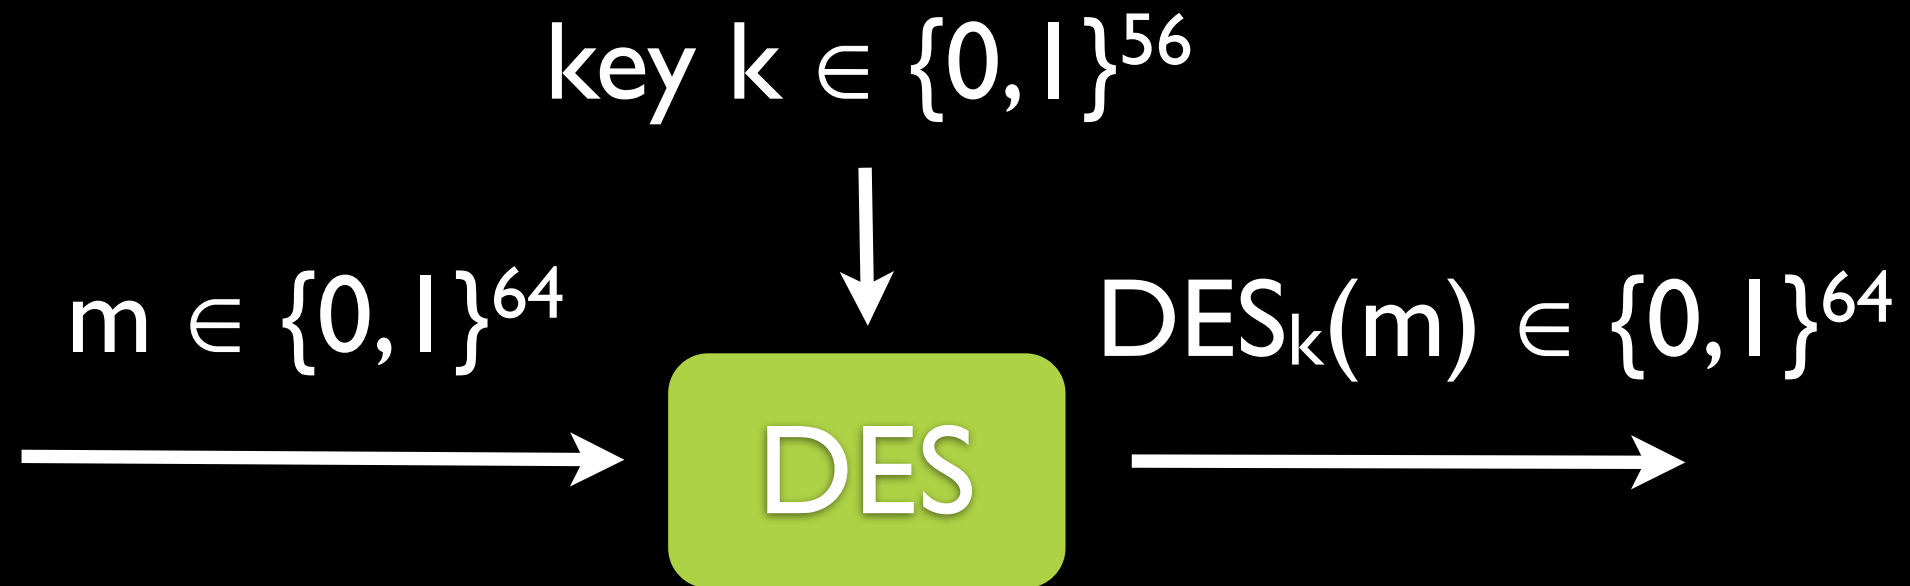 key k ∈ {0,1}⁵⁶
m ∈ {0,1}⁶⁴
DESₖ(m) ∈ {0,1}⁶⁴
DES